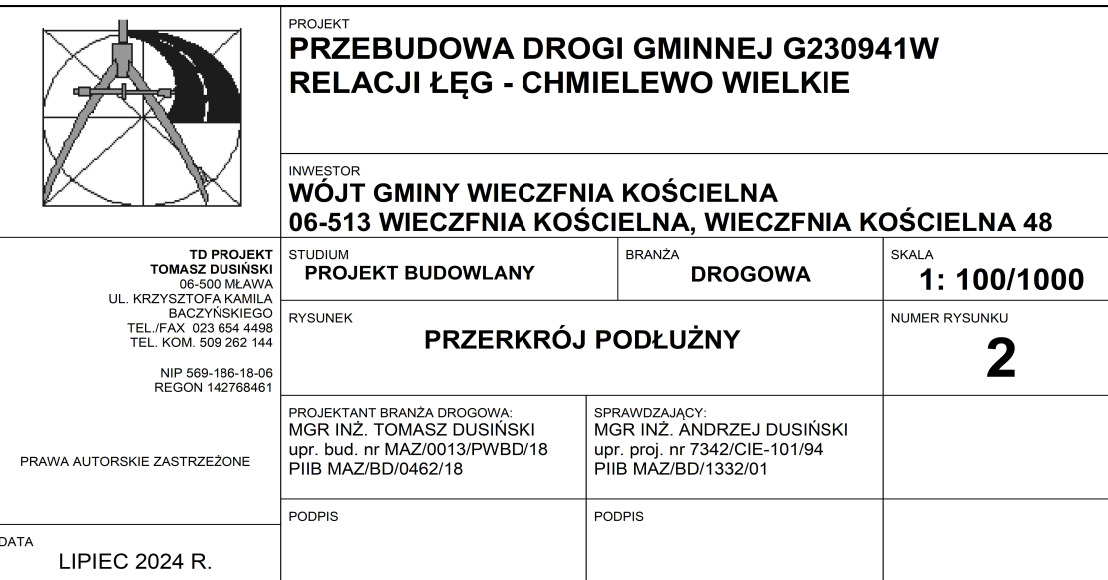 PROJEKT
PRZEBUDOWA DROGI GMINNEJ G230941W
RELACJI ŁĘG - CHMIELEWO WIELKIE
INWESTOR
WÓJT GMINY WIECZFNIA KOŚCIELNA
06-513 WIECZFNIA KOŚCIELNA, WIECZFNIA KOŚCIELNA 48
TD PROJEKT
TOMASZ DUSIŃSKI
06-500 MŁAWA
UL. KRZYSZTOFA KAMILA
BACZYŃSKIEGO
TEL./FAX 023 654 4498
TEL. KOM. 509 262 144
NIP 569-186-18-06
REGON 142768461
PRAWA AUTORSKIE ZASTRZEŻONE
DATA
LIPIEC 2024 R.
STUDIUM
PROJEKT BUDOWLANY
BRANŻA
DROGOWA
SKALA
1: 100/1000
RYSUNEK
PRZERKRÓJ PODŁUŻNY
NUMER RYSUNKU
2
PROJEKTANT BRANŻA DROGOWA:
MGR INŻ. TOMASZ DUSIŃSKI
upr. bud. nr MAZ/0013/PWBD/18
PIIB MAZ/BD/0462/18
SPRAWDZAJĄCY:
MGR INŻ. ANDRZEJ DUSIŃSKI
upr. proj. nr 7342/CIE-101/94
PIIB MAZ/BD/1332/01
PODPIS
PODPIS